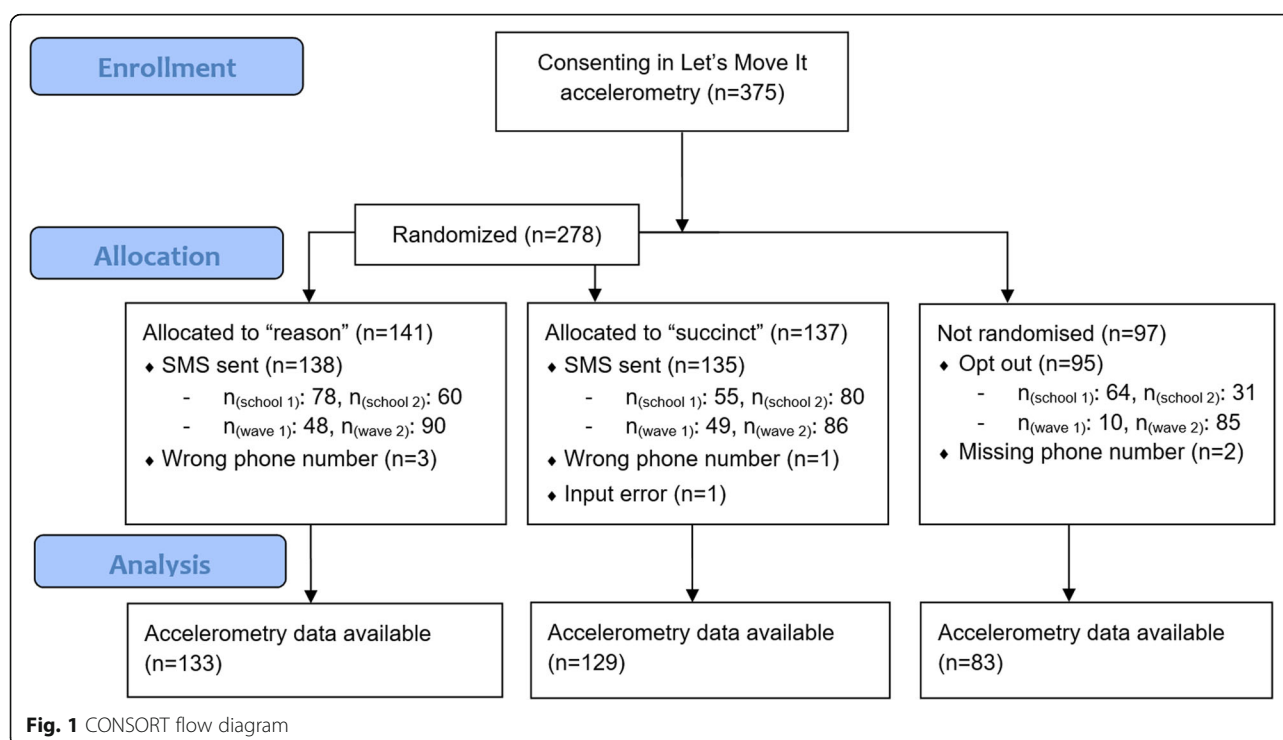 Enrollment
Consenting in Let’s Move It
accelerometry (n=375)
Randomized (n=278)
Allocation
Allocated to “reason” (n=141)
♦ SMS sent (n=138)
- n(school 1): 78, n(school 2): 60
- n(wave 1): 48, n(wave 2): 90
♦ Wrong phone number (n=3)
Allocated to “succinct” (n=137)
♦ SMS sent (n=135)
- n(school 1): 55, n(school 2): 80
- n(wave 1): 49, n(wave 2): 86
♦ Wrong phone number (n=1)
♦ Input error (n=1)
Not randomised (n=97)
♦ Opt out (n=95)
- n(school 1): 64, n(school 2): 31
- n(wave 1): 10, n(wave 2): 85
♦ Missing phone number (n=2)
Analysis
Accelerometry data available
(n=133)
Accelerometry data available
(n=129)
Accelerometry data available
(n=83)
Fig. 1 CONSORT flow diagram